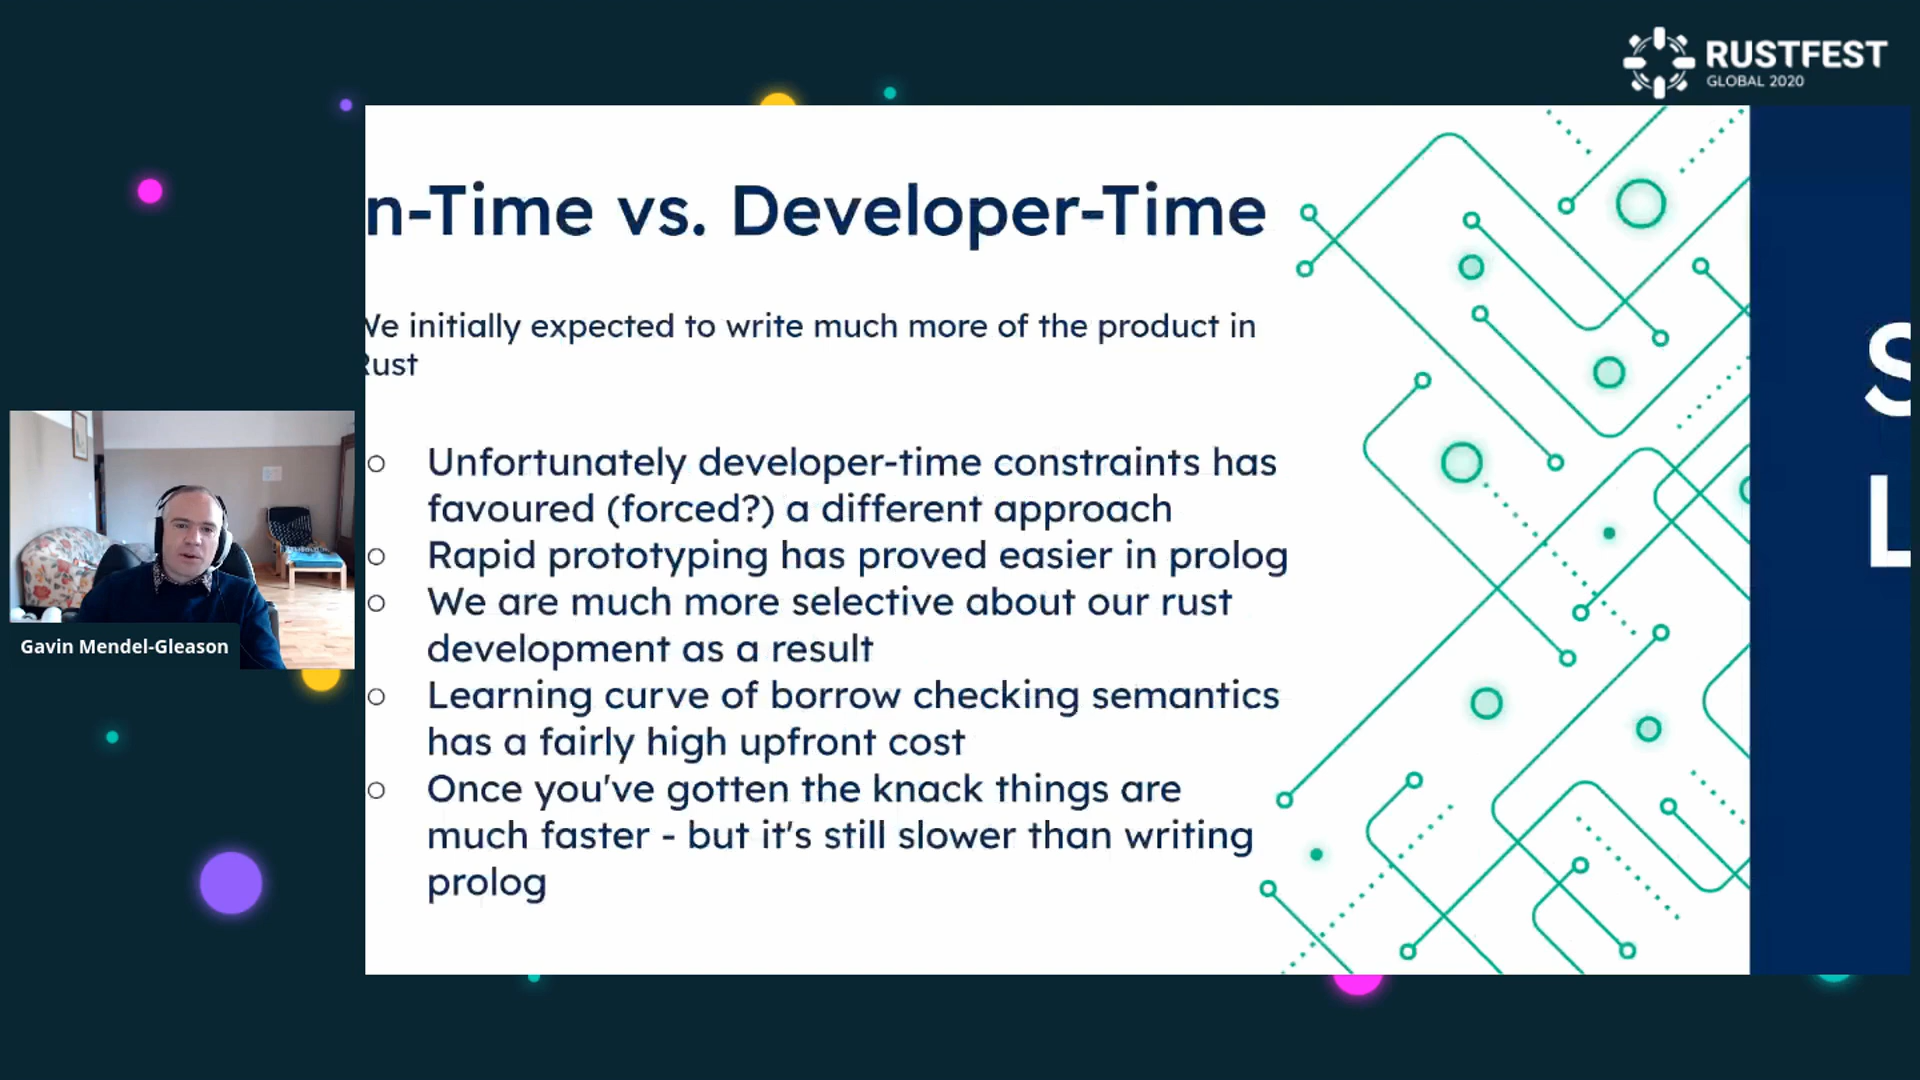 RUSTFEST
GLOBAL 2020
n-Time vs. Developer-Time
We initially expected to write much more of the product in
Rust
Unfortunately developer-time constraints has
favoured (forced?) a different approach
Rapid prototyping has proved easier in prolog
We are much more selective about our rust
development as a result
Learning curve of borrow checking semantics
has a fairly high upfront cost
Once you've gotten the knack things are
much faster - but it's still slower than writing
prolog
S
L
Gavin Mendel-Gleason